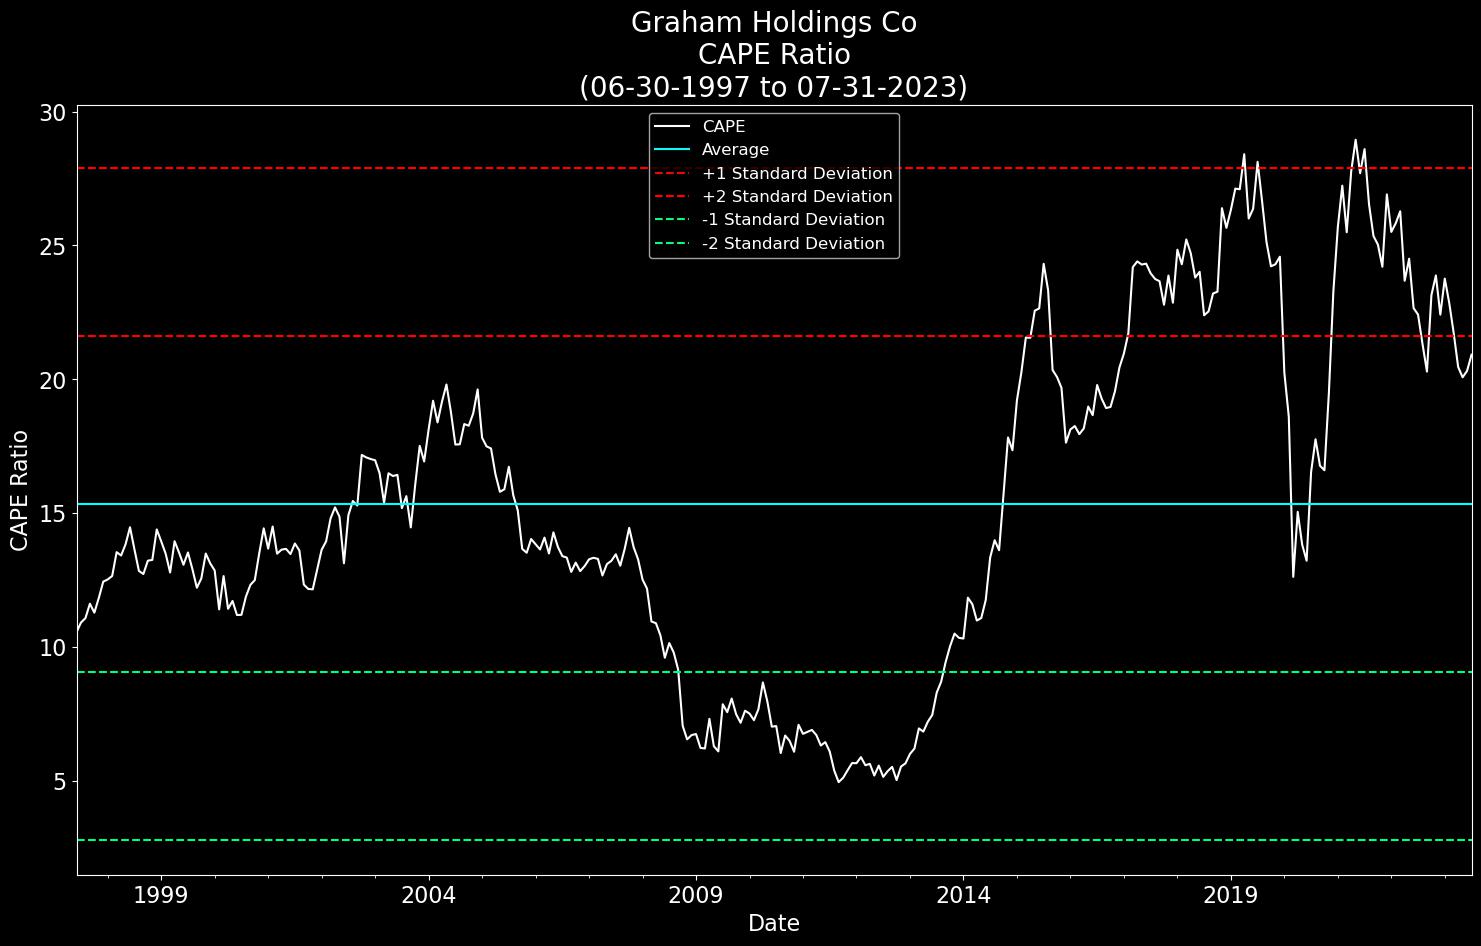 Graham Holdings Co
CAPE Ratio
(06-30-1997 to 07-31-2023)
CAPE
Average
+1 Standard Deviation
+2 Standard Deviation
-1 Standard Deviation
-2 Standard Deviation
30
25
20
15
10
5
CAPE Ratio
1999 2004 2009 2014 2019
Date